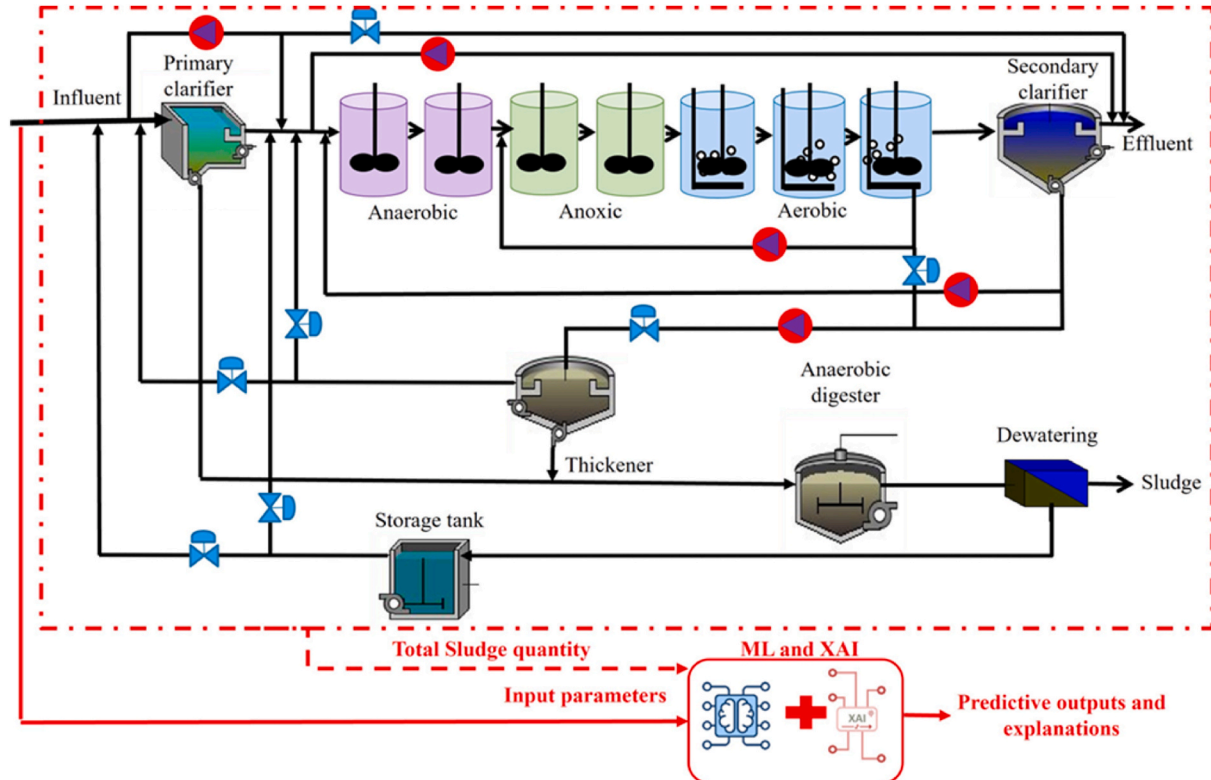 Primary
clarifier
Influent
Secondary
clarifier
Effluent
Anaerobic
Anoxic
Aerobic
Anaerobic
digester
Thickener
Dewatering
Sludge
Storage tank
Total Sludge quantity
ML and XAI
Input parameters
XAI
Predictive outputs and
explanations